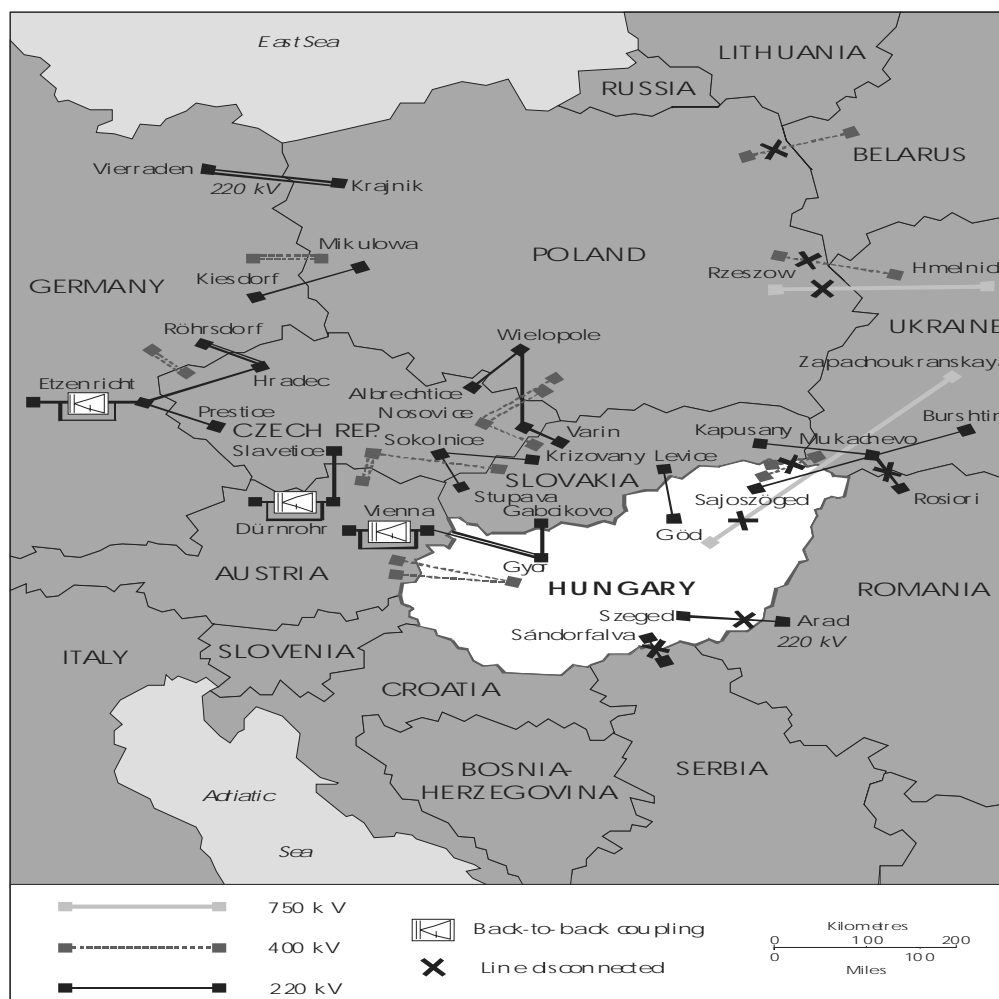 East Sea
LITHUANIA
RUSSIA
BELARUS
Vierraden
220 kV
Krajnik
Mikulowa
POLAND
Rzeszow
Hmelnid
Kiesdorf
GERMANY
UKRAINE
Röhrsdorf
Wielopole
Zapadhoukranskaya
Etzenricht
Hradec
Albrechtice
Nosovice
Prestice
CZECH REP.
Sokolnice
Varin
Kapusany
Mukachevo
Burshtin
Slavetice
Krizovany
Levice
SLOVAKIA
Stupava
Sajoszöged
Rosiori
Dürnrohr
Vienna
Gabcikovo
Göd
Gyor
AUSTRIA
HUNGARY
ROMANIA
Szeged
Arad
220 kV
Sándorfalva
ITALY
SLOVENIA
CROATIA
BOSNIA-
HERZEGOVINA
SERBIA
Adriatic
Sea
750 kV
400 kV
220 kV
Back-to-back coupling
Line disconnected
Kilometres
0 100 200
0 100
Miles